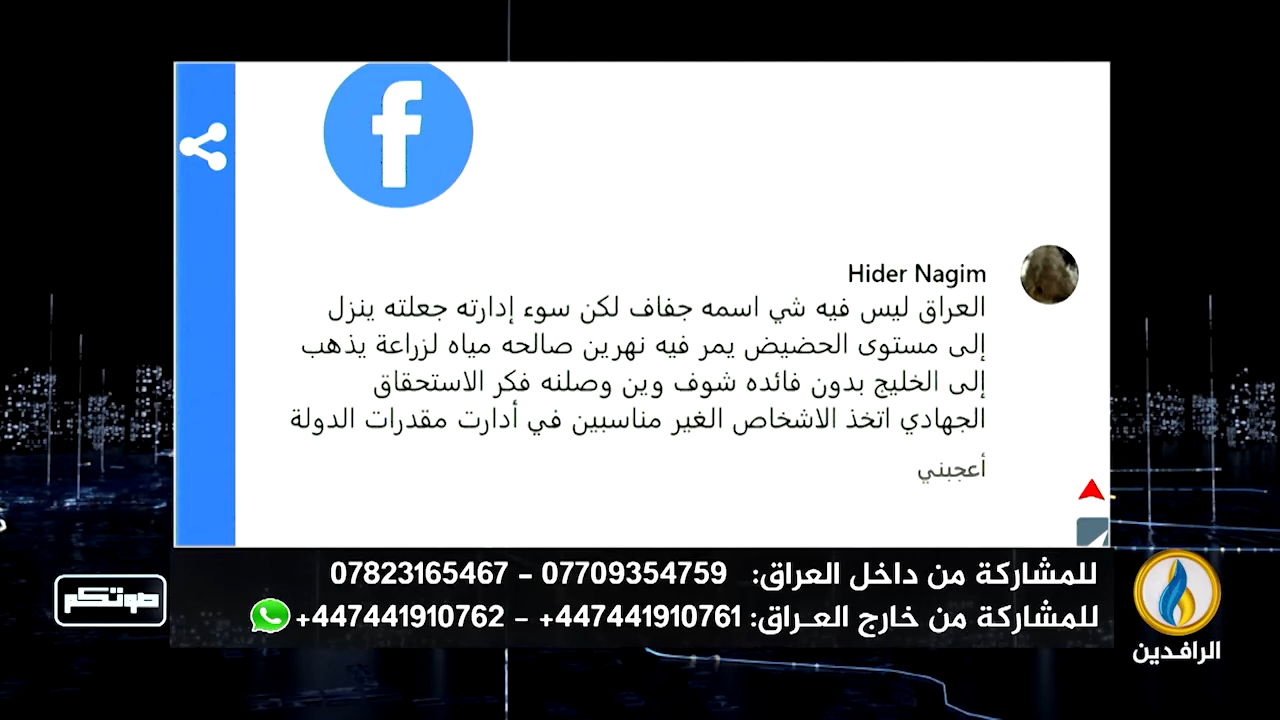 Hider Nagim
العراق ليس فيه شي اسمه جفاف لكن سوء إدارته جعلته ينزل
إلى مستوى الحضيض يمر فيه نهرين صالحه مياه لزراعة يذهب
إلى الخليج بدون فائده شوف وين وصلنه فكر الاستحقاق
الجهادي اتخذ الاشخاص الغير مناسبين في أدارت مقدرات الدولة
أعجبني
للمشاركة من داخل العراق: 07709354759 - 07823165467
للمشاركة من خارج العـراق: 447441910761+ - 447441910762+
صوتكم
الرافدين